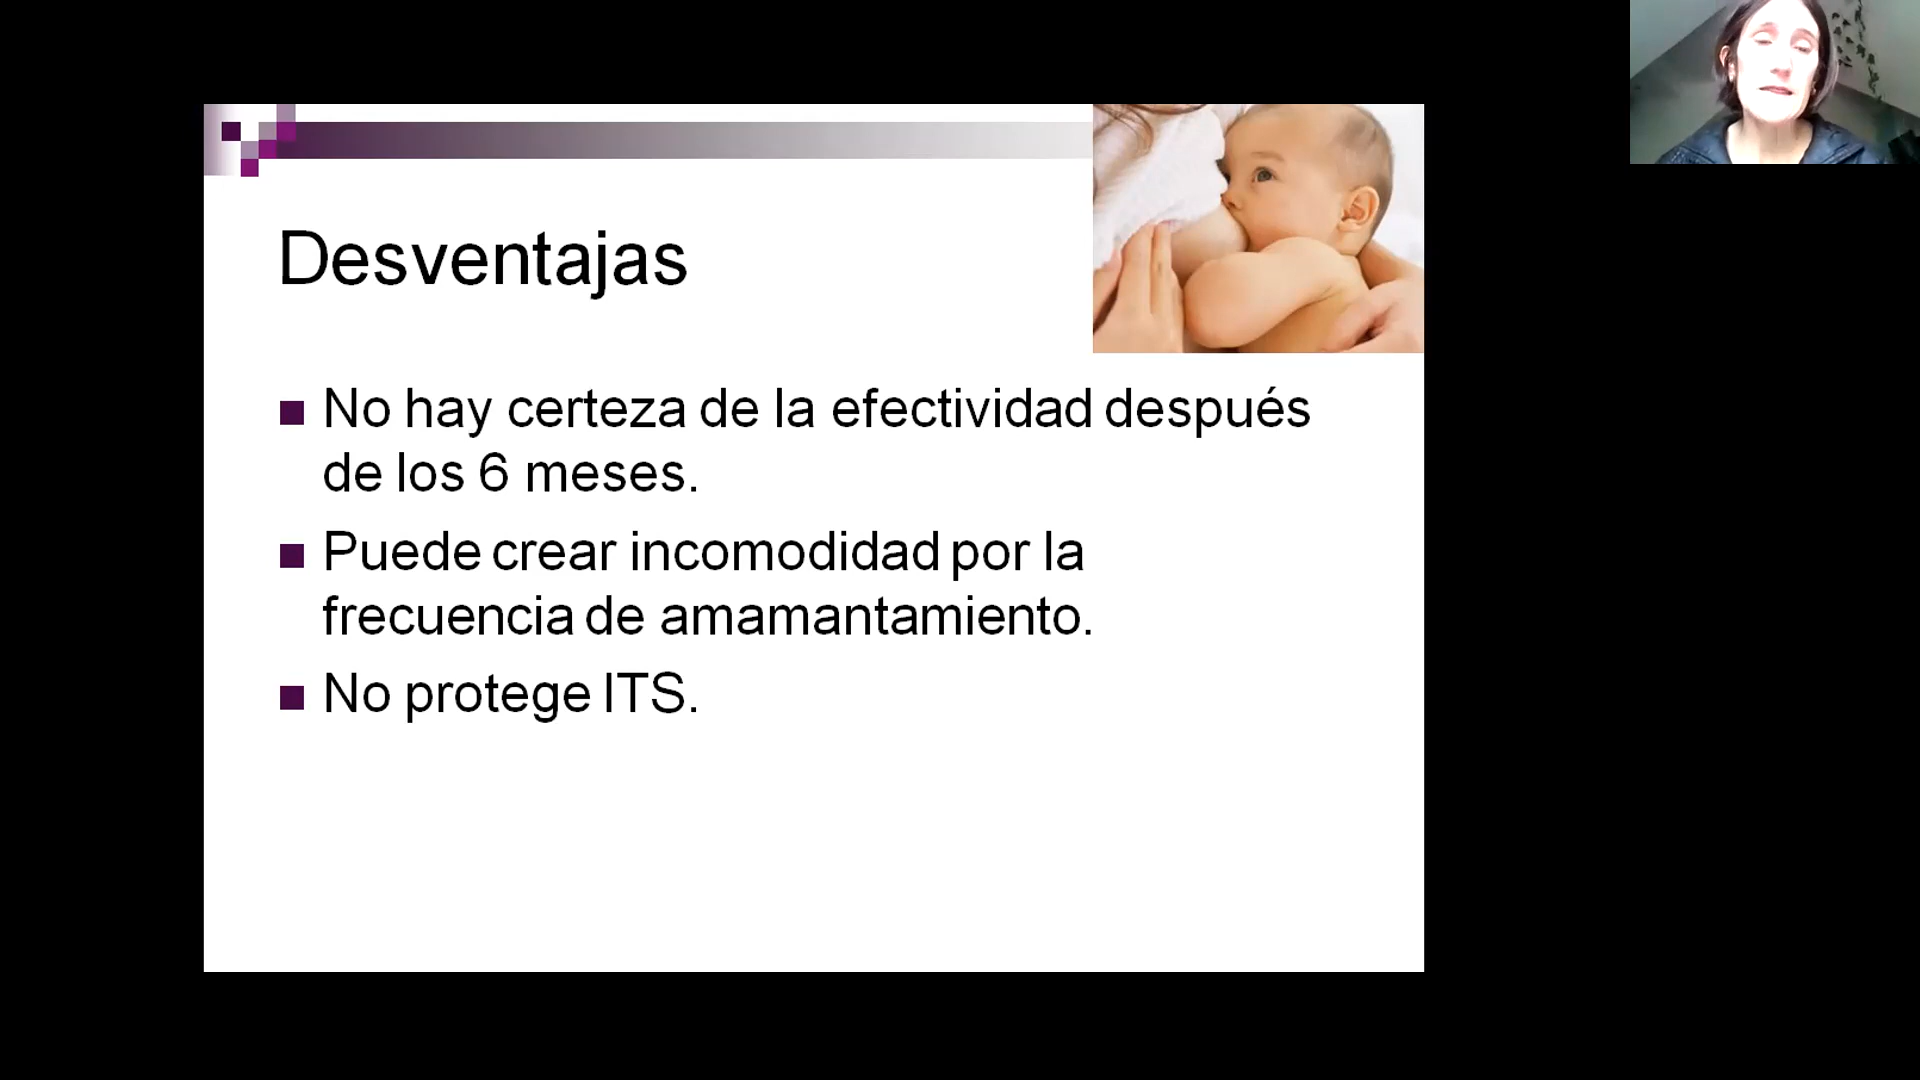 Desventajas
No hay certeza de la efectividad después
de los 6 meses.
Puede crear incomodidad por la
frecuencia de amamantamiento.
No protege ITS.